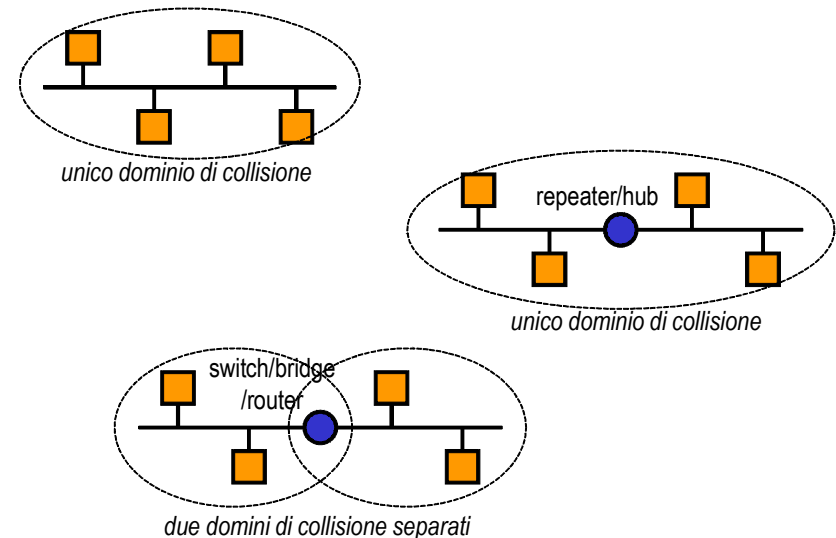 unico dominio di collisione
repeater/hub
unico dominio di collisione
switch/bridge
/router
due domini di collisione separati